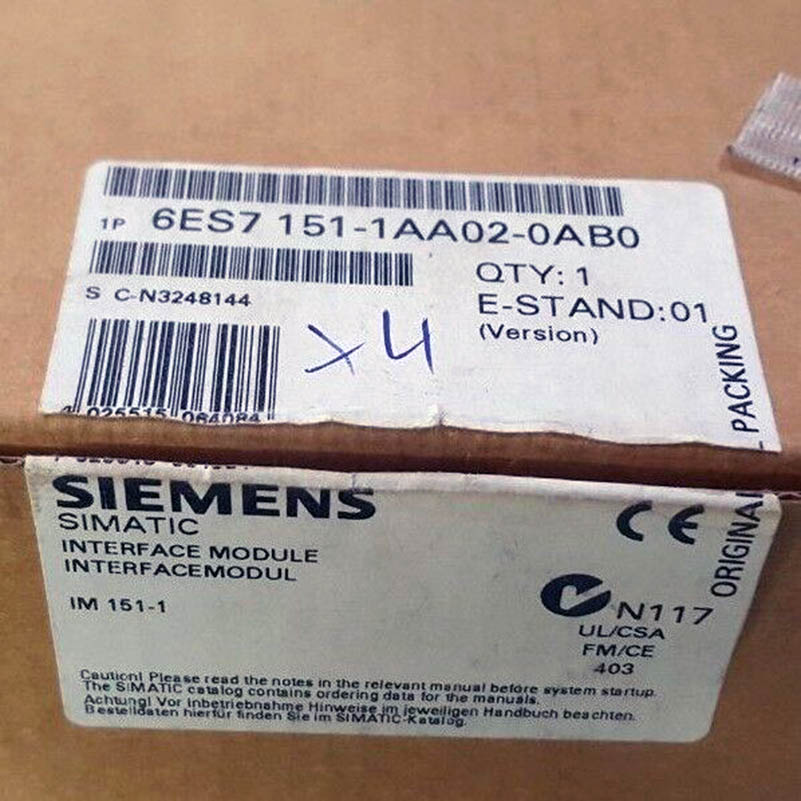 1P 6ES7 151-1AA02-0AB0
QTY: 1
S C-N3248144
E-STAND:01
(Version)
X4
4 025515 064084
ORIGINAL PACKING
SIEMENS
SIMATIC
INTERFACE MODULE
INTERFACEMODUL
IM 151-1
CE
N117
UL/CSA
FM/CE
403
Caution! Please read the notes in the relevant manual before system startup.
The SIMATIC catalog contains ordering data for the manuals.
Achtung! Vor Inbetriebnahme Hinweise im jeweiligen Handbuch beachten.
Bestelldaten hierfür finden Sie im SIMATIC-Katalog.